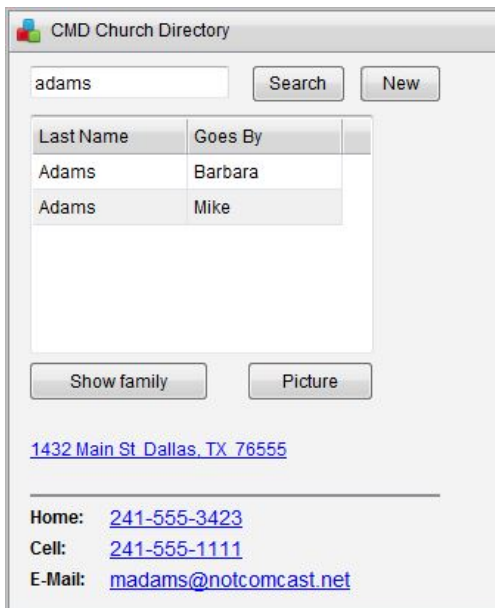 CMD Church Directory
adams Search New
Last Name Goes By
Adams Barbara
Adams Mike
Show family Picture
1432 Main St Dallas, TX 76555
Home: 241-555-3423
Cell: 241-555-1111
E-Mail: madams@notcomcast.net